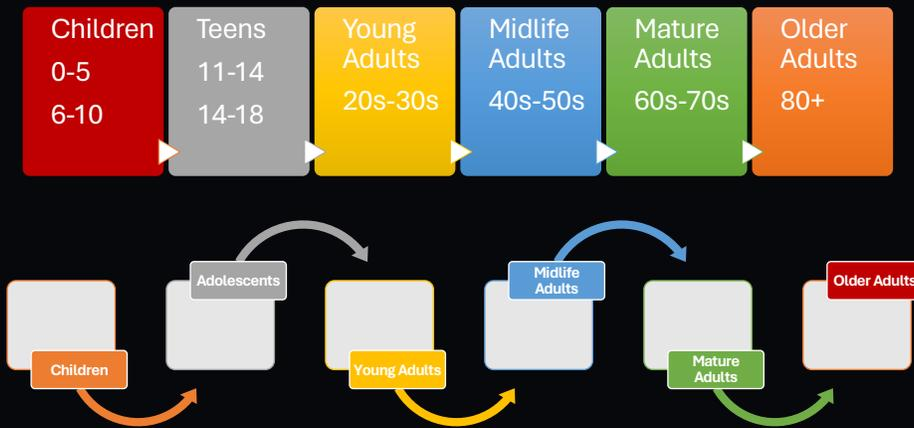 Children
0-5
6-10
Teens
11-14
14-18
Young
Adults
20s-30s
Midlife
Adults
40s-50s
Mature
Adults
60s-70s
Older
Adults
80+
Children
Adolescents
Young Adults
Midlife
Adults
Mature
Adults
Older Adults